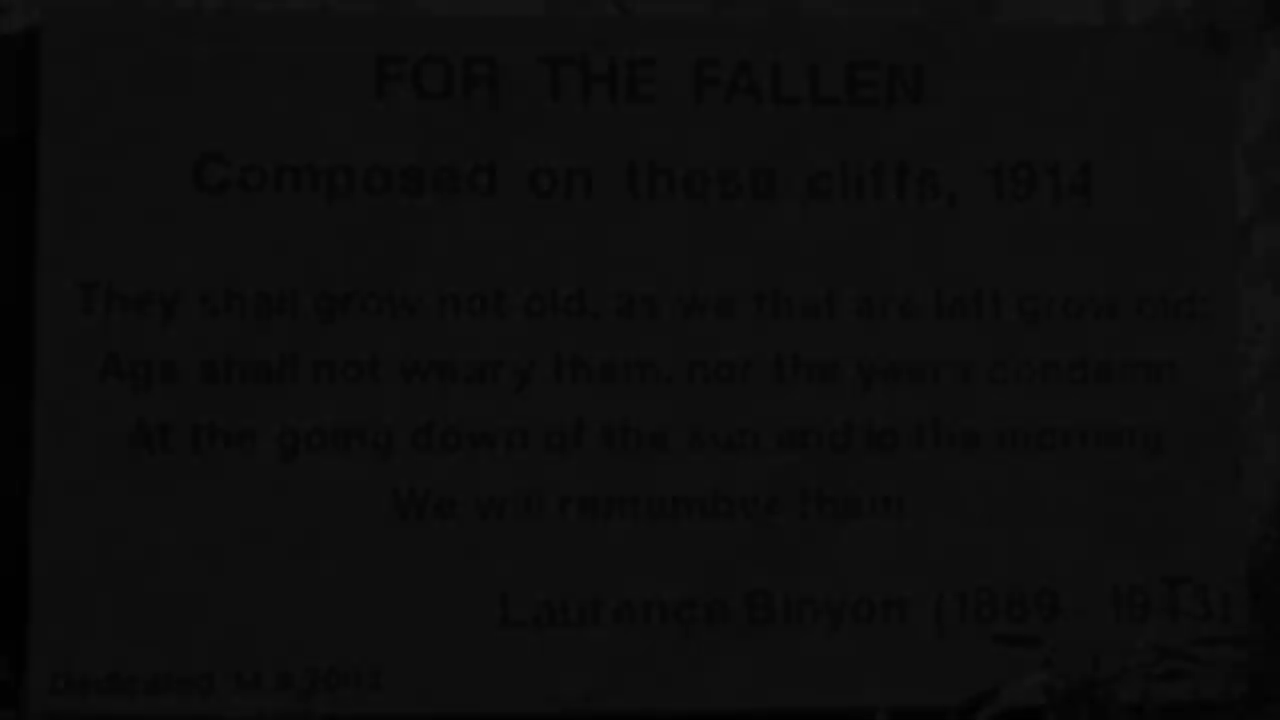 FOR THE FALLEN
Composed on these cliffs, 1914
They shall grow not old, as we that are left grow old:
Age shall not weary them, nor the years condemn
At the going down of the sun and in the morning
We will remember them
Laurence Binyon (1869 1943)
Dedicated